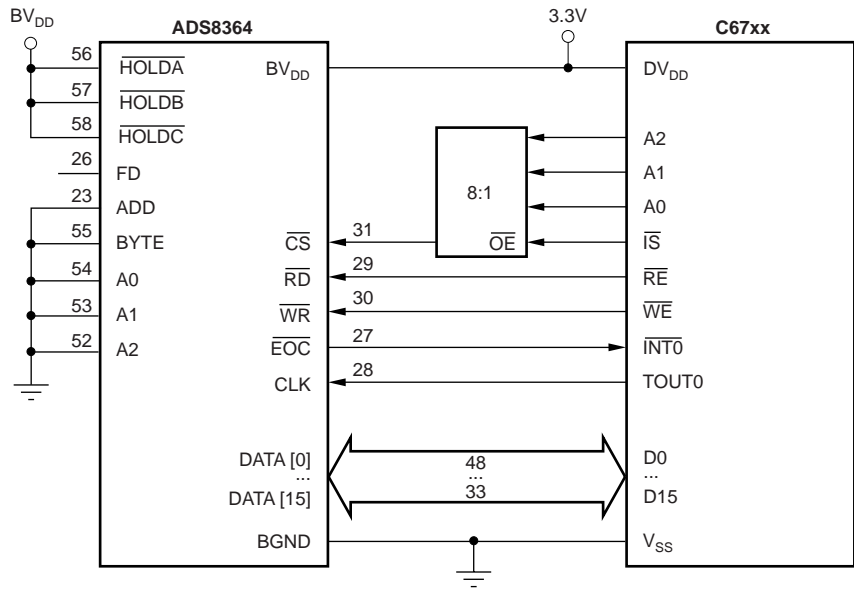 BVDD
ADS8364
3.3V
C67xx
56
HOLDA
BVDD
DVDD
57
HOLDB
58
HOLDC
A2
26
FD
8:1
A1
23
ADD
A0
55
BYTE
CS
31
OE
IS
54
A0
RD
29
RE
53
A1
WR
30
WE
52
A2
EOC
27
INT0
CLK
28
TOUT0
DATA [0]
...
DATA [15]
48
...
33
D0
...
D15
BGND
VSS